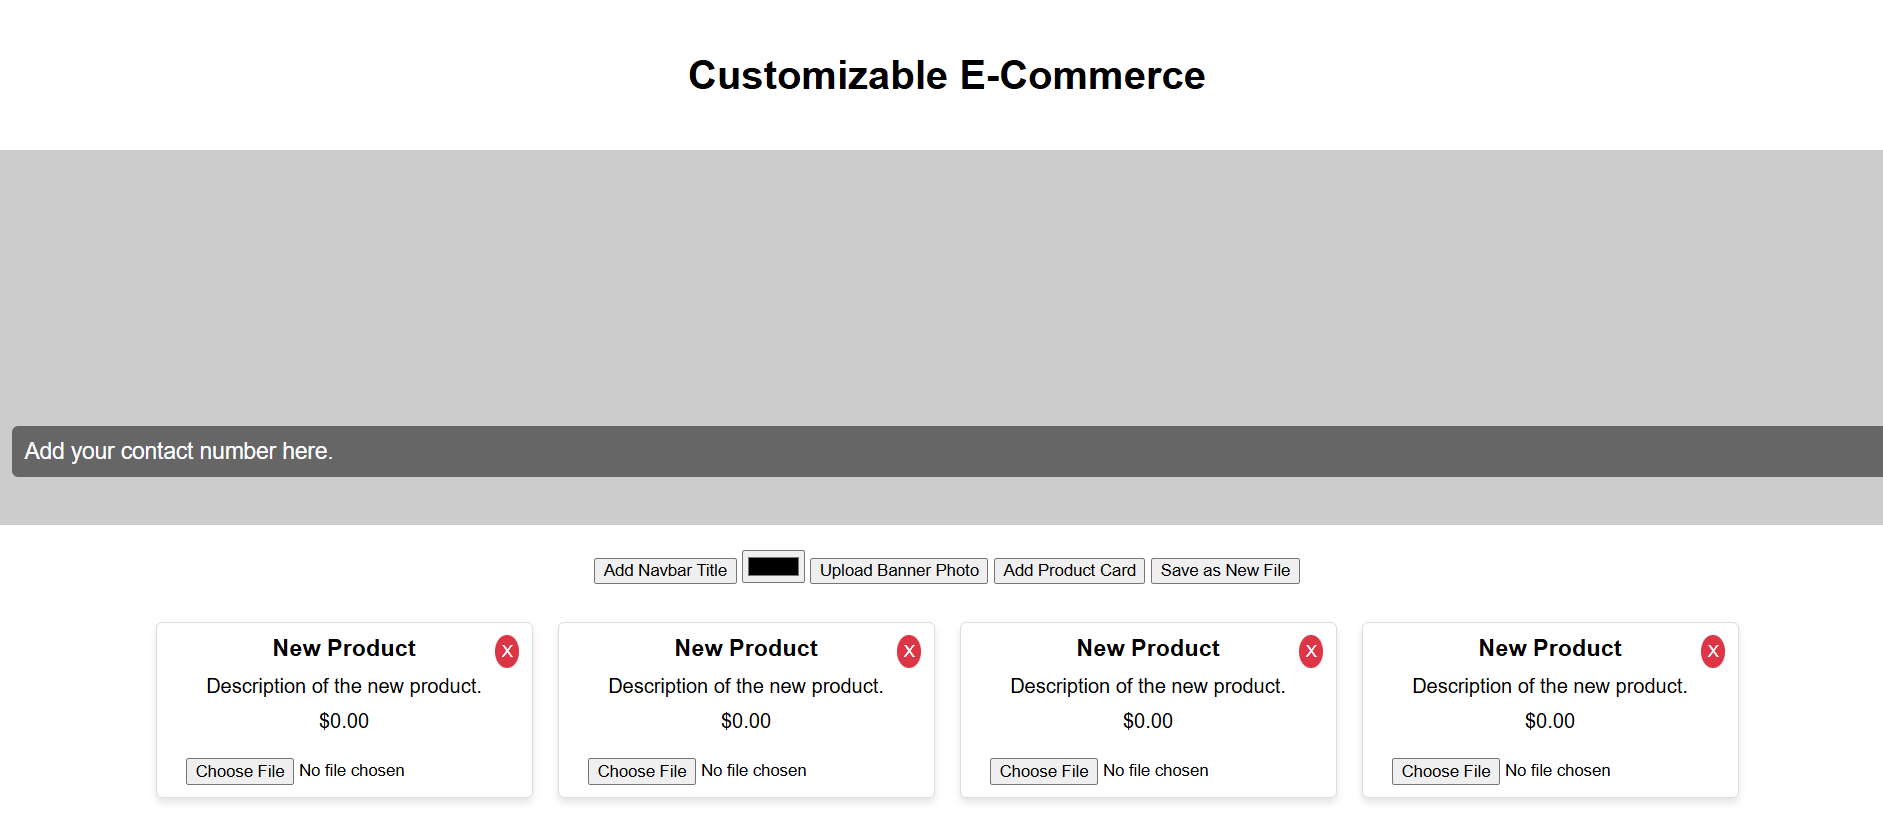 Customizable E-Commerce
Add your contact number here.
Add Navbar Title Upload Banner Photo Add Product Card Save as New File
New Product X
Description of the new product.
$0.00
Choose File No file chosen
New Product X
Description of the new product.
$0.00
Choose File No file chosen
New Product X
Description of the new product.
$0.00
Choose File No file chosen
New Product X
Description of the new product.
$0.00
Choose File No file chosen